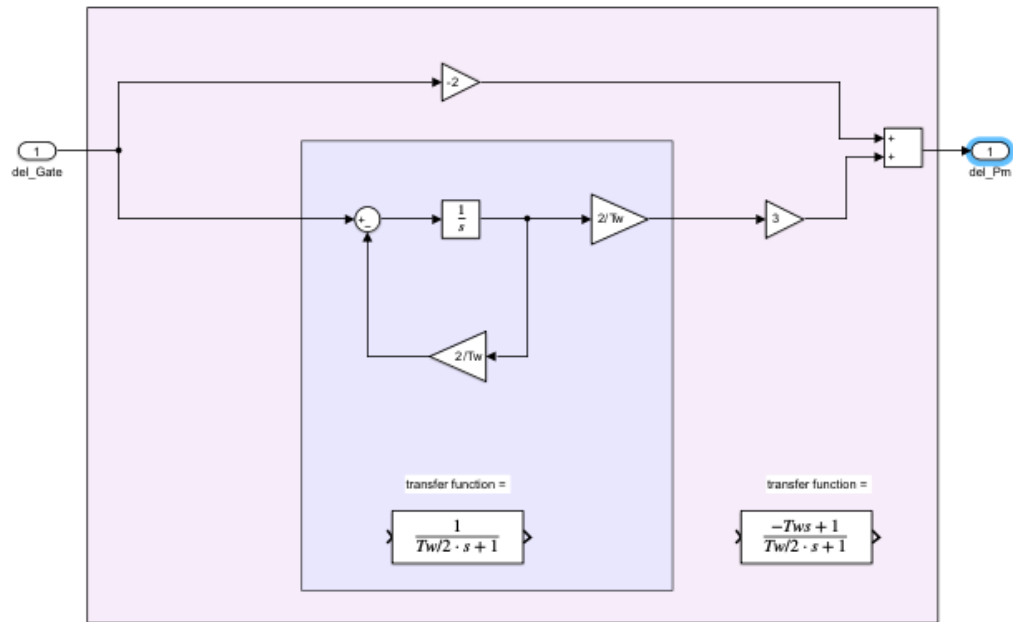 -2
1
del_Gate
+
+
1
del_Pm
+
−
1
s
2/Tw
3
2/Tw
transfer function =
transfer function =
1
Tw/2 · s + 1
−Tws + 1
Tw/2 · s + 1